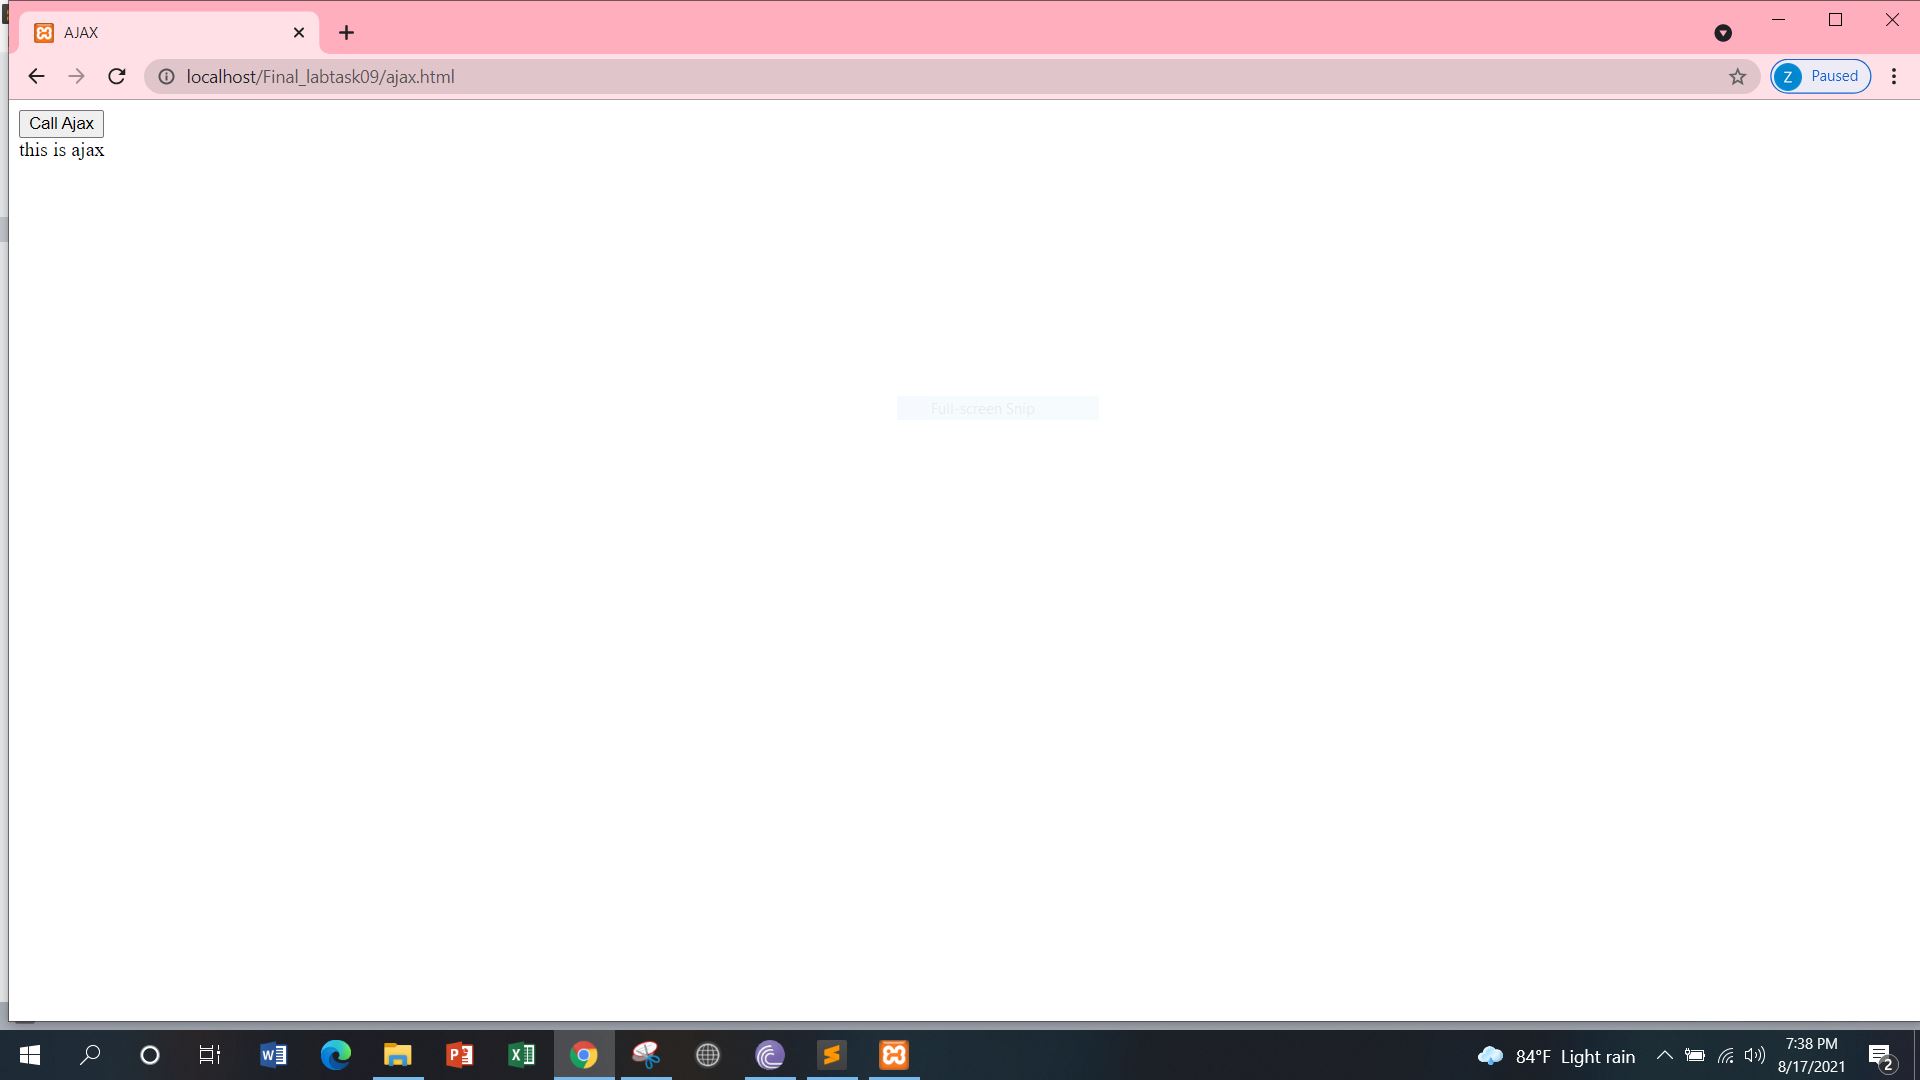 AJAX
localhost/Final_labtask09/ajax.html
Z Paused
Call Ajax
this is ajax
Full-screen Snip
84°F Light rain
7:38 PM
8/17/2021
2